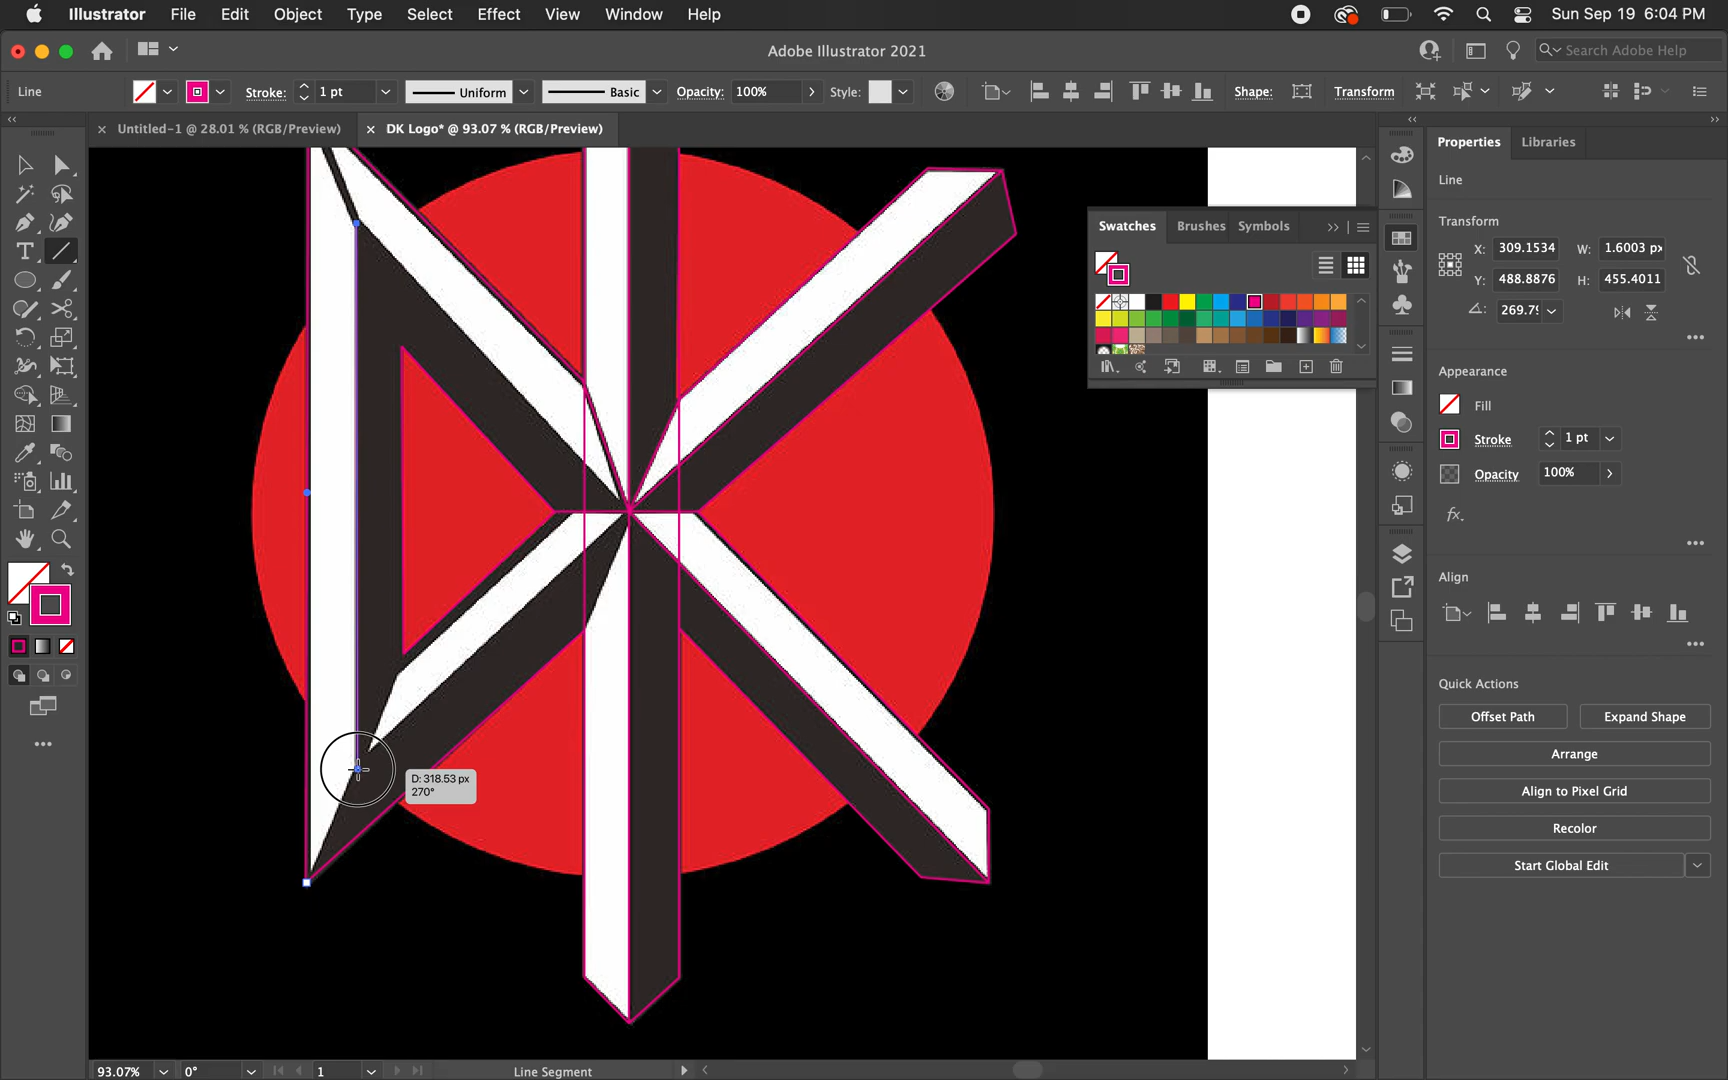 Illustrator File Edit Object Type Select Effect View Window Help Sun Sep 19 6:04 PM
Adobe Illustrator 2021
Search Adobe Help
Line Stroke: 1 pt Uniform Basic Opacity: 100% Style: Shape: Transform
Untitled-1 @ 28.01 % (RGB/Preview)
DK Logo* @ 93.07 % (RGB/Preview)
Properties Libraries
Line
Transform
X: 309.1534 W: 1.6003 px
Y: 488.8876 H: 455.4011
269.79
Appearance
Fill
Stroke 1 pt
Opacity 100%
fx.
Align
Quick Actions
Offset Path Expand Shape
Arrange
Align to Pixel Grid
Recolor
Start Global Edit
Swatches Brushes Symbols
T
D: 318.53 px
270°
93.07% 0° 1 Line Segment